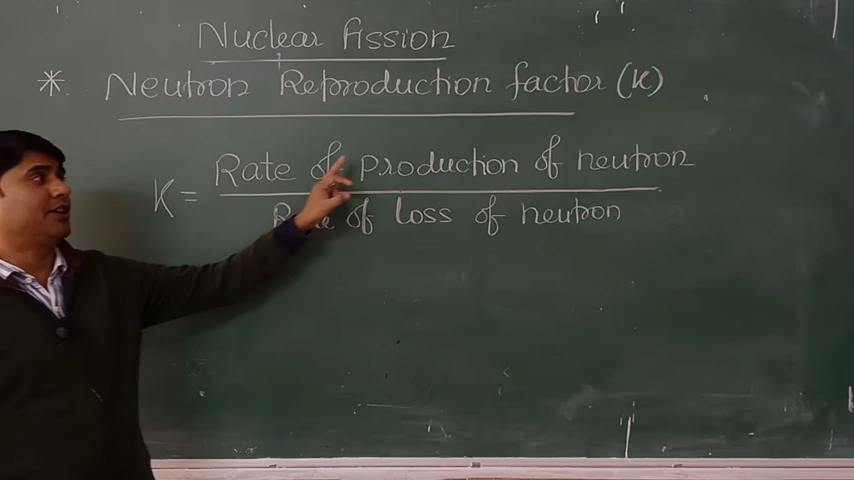 Nuclear fission
* Neutron Reproduction factor (K)
K = Rate of Production of neutron
Rate of loss of neutron